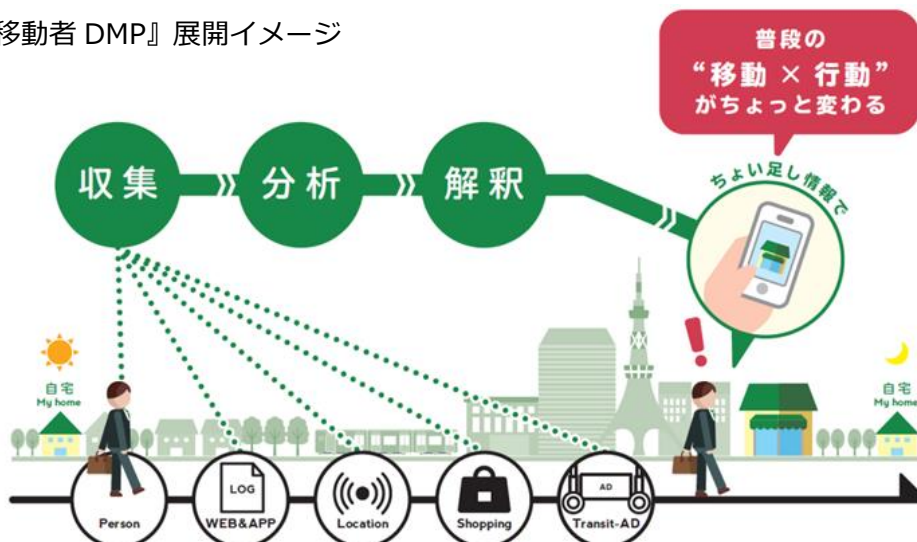 移動者 DMP』展開イメージ
普段の
“移動 × 行動”
がちょっと変わる
収集
分析
解釈
ちょい足し情報で
自宅
My home
自宅
My home
LOG
AD
Person
WEB&APP
Location
Shopping
Transit-AD